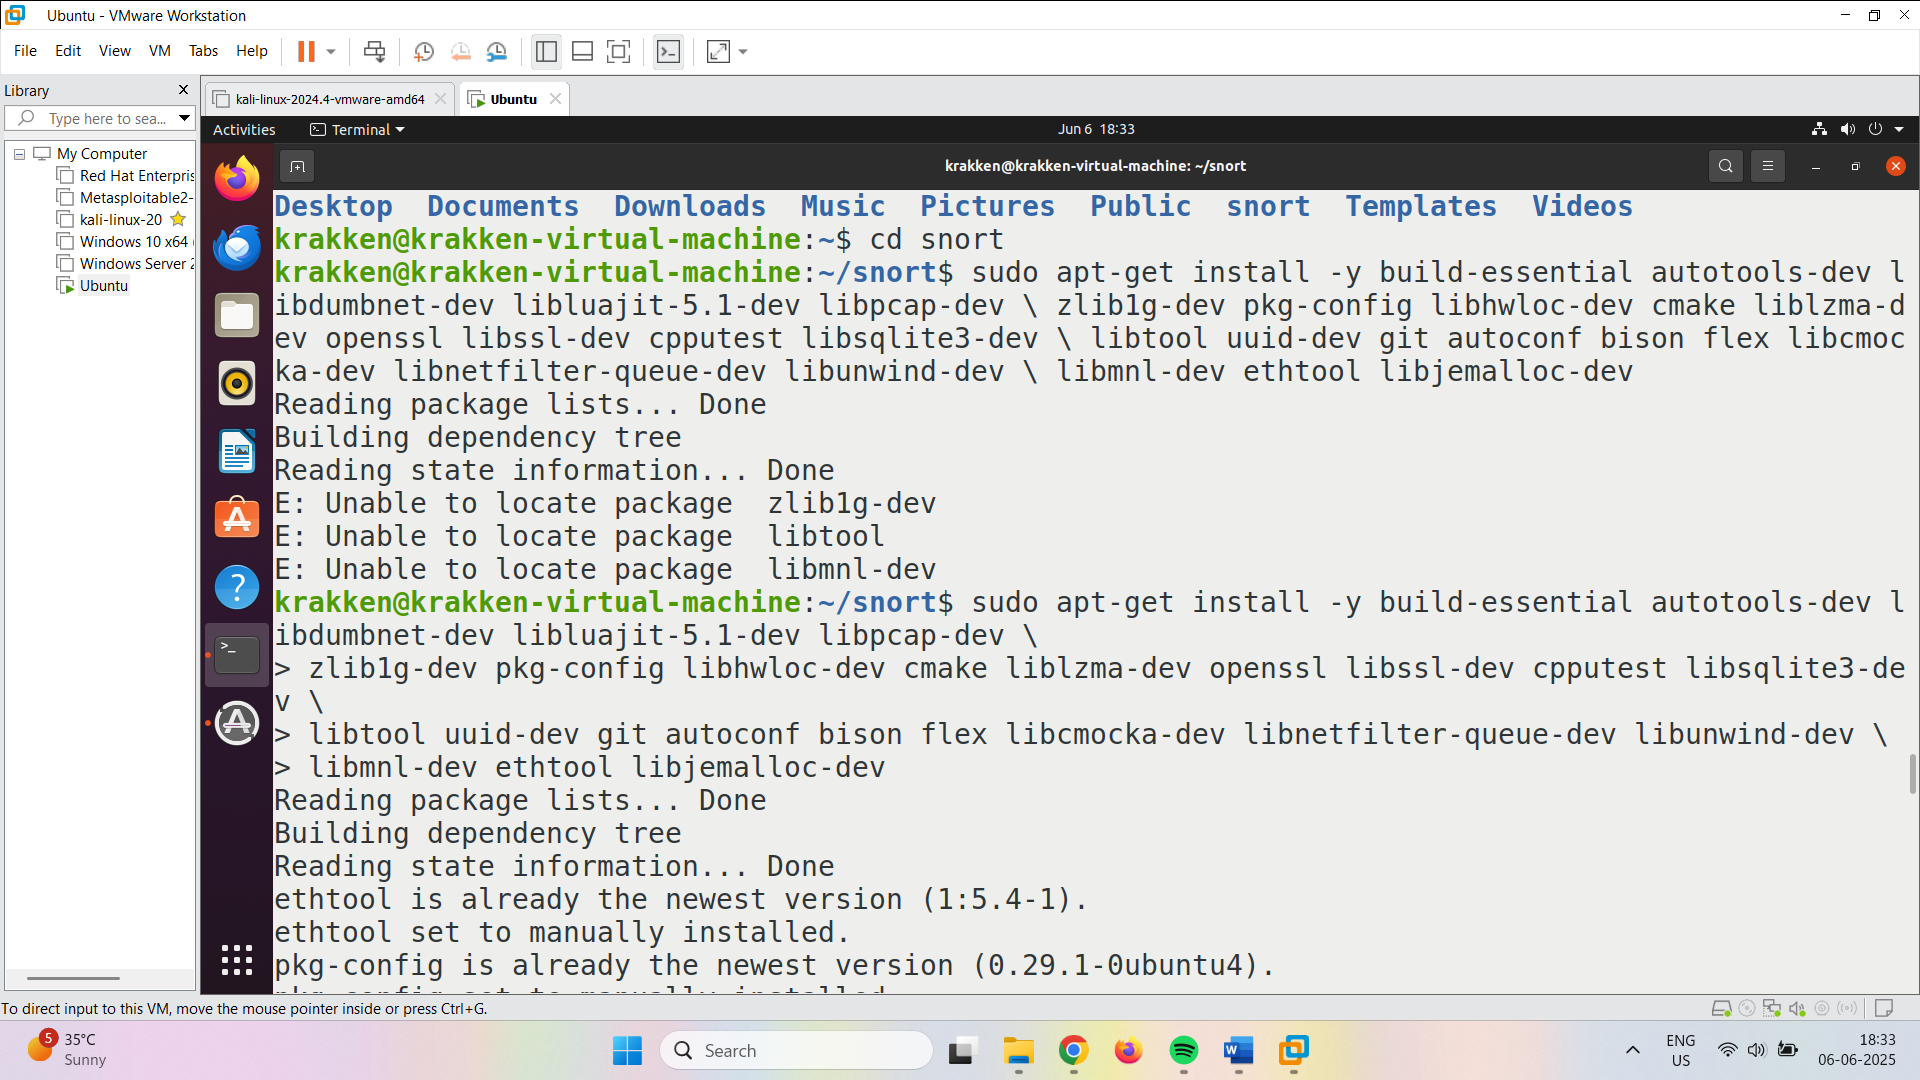 Ubuntu - VMware Workstation
File Edit View VM Tabs Help
Library
Type here to sea...
My Computer
Red Hat Enterpris
Metasploitable2-
kali-linux-20
Windows 10 x64
Windows Server 2
Ubuntu
kali-linux-2024.4-vmware-amd64
Ubuntu
Activities Terminal Jun 6 18:33
krakken@krakken-virtual-machine: ~/snort
Desktop Documents Downloads Music Pictures Public snort Templates Videos
krakken@krakken-virtual-machine:~$ cd snort
krakken@krakken-virtual-machine:~/snort$ sudo apt-get install -y build-essential autotools-dev l
ibdumbnet-dev libluajit-5.1-dev libpcap-dev \ zlib1g-dev pkg-config libhwloc-dev cmake liblzma-d
ev openssl libssl-dev cpputest libsqlite3-dev \ libtool uuid-dev git autoconf bison flex libcmoc
ka-dev libnetfilter-queue-dev libunwind-dev \ libmnl-dev ethtool libjemalloc-dev
Reading package lists... Done
Building dependency tree
Reading state information... Done
E: Unable to locate package  zlib1g-dev
E: Unable to locate package  libtool
E: Unable to locate package  libmnl-dev
krakken@krakken-virtual-machine:~/snort$ sudo apt-get install -y build-essential autotools-dev l
ibdumbnet-dev libluajit-5.1-dev libpcap-dev \
> zlib1g-dev pkg-config libhwloc-dev cmake liblzma-dev openssl libssl-dev cpputest libsqlite3-de
v \
> libtool uuid-dev git autoconf bison flex libcmocka-dev libnetfilter-queue-dev libunwind-dev \
> libmnl-dev ethtool libjemalloc-dev
Reading package lists... Done
Building dependency tree
Reading state information... Done
ethtool is already the newest version (1:5.4-1).
ethtool set to manually installed.
pkg-config is already the newest version (0.29.1-0ubuntu4).
pkg-config set to manually installed.
To direct input to this VM, move the mouse pointer inside or press Ctrl+G.
5
35°C
Sunny
Search
ENG
US
18:33
06-06-2025